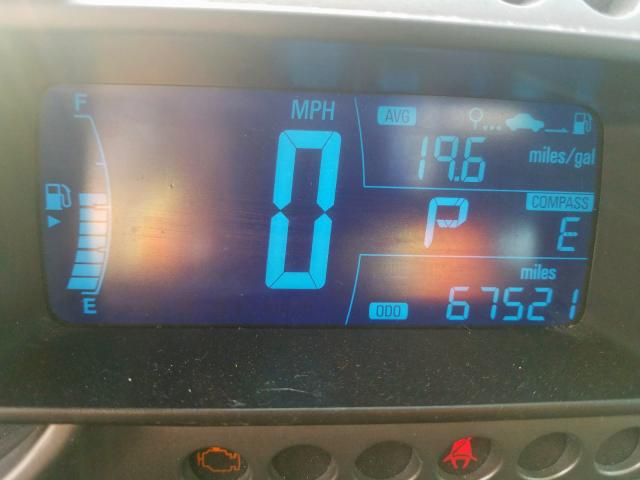 F
MPH
AVG
0
19.6
miles/gal
P
COMPASS
E
E
miles
ODO
67521